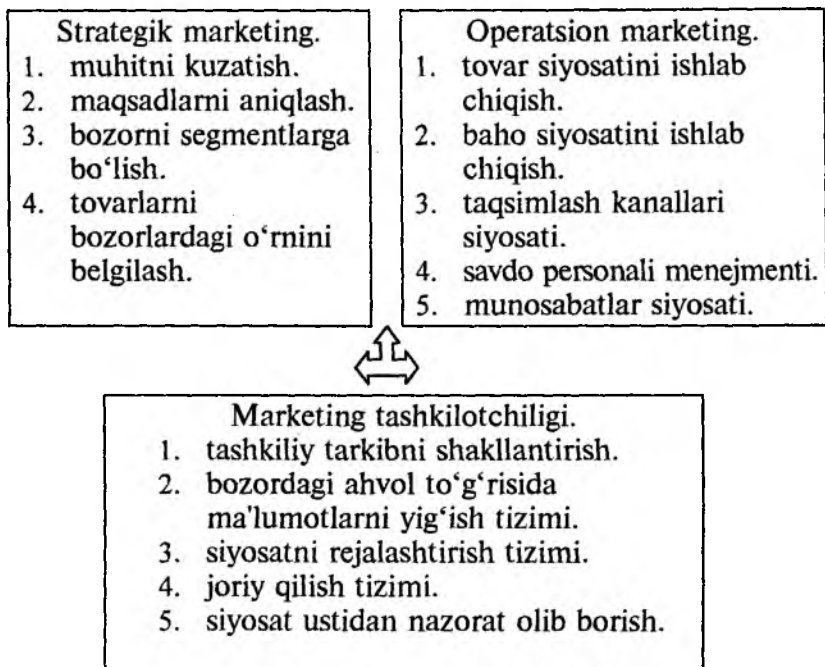 Strategik marketing.
1. muhitni kuzatish.
2. maqsadlarni aniqlash.
3. bozorni segmentlarga
bo‘lish.
4. tovarlarni
bozorlardagi o‘rnini
belgilash.
Operatsion marketing.
1. tovar siyosatini ishlab
chiqish.
2. baho siyosatini ishlab
chiqish.
3. taqsimlash kanallari
siyosati.
4. savdo personali menejmenti.
5. munosabatlar siyosati.
Marketing tashkilotchiligi.
1. tashkiliy tarkibni shakllantirish.
2. bozordagi ahvol to‘g‘risida
ma'lumotlarni yig‘ish tizimi.
3. siyosatni rejalashtirish tizimi.
4. joriy qilish tizimi.
5. siyosat ustidan nazorat olib borish.